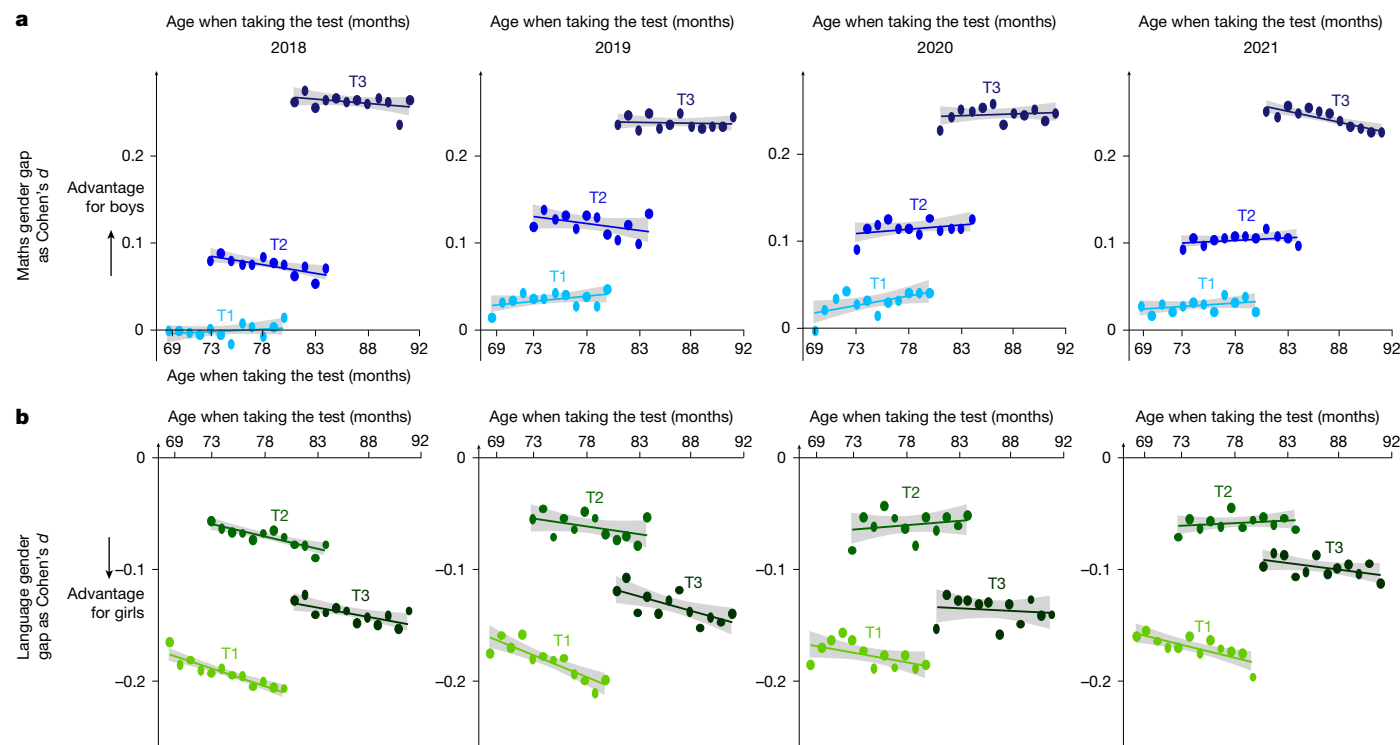 a
Age when taking the test (months)
2018
Age when taking the test (months)
2019
Age when taking the test (months)
2020
Age when taking the test (months)
2021
Maths gender gap
as Cohen's d
Advantage
for boys
0.2
0.1
0
T3
T2
T1
69 73 78 83 88 92
Age when taking the test (months)
0.2
0.1
0
T3
T2
T1
69 73 78 83 88 92
0.2
0.1
0
T3
T2
T1
69 73 78 83 88 92
0.2
0.1
0
T3
T2
T1
69 73 78 83 88 92
b
Age when taking the test (months)
69 73 78 83 88 92
Language gender
gap as Cohen's d
Advantage
for girls
0
–0.1
–0.2
T2
T3
T1
Age when taking the test (months)
69 73 78 83 88 92
0
–0.1
–0.2
T2
T3
T1
Age when taking the test (months)
69 73 78 83 88 92
0
–0.1
–0.2
T2
T3
T1
Age when taking the test (months)
69 73 78 83 88 92
0
–0.1
–0.2
T2
T3
T1